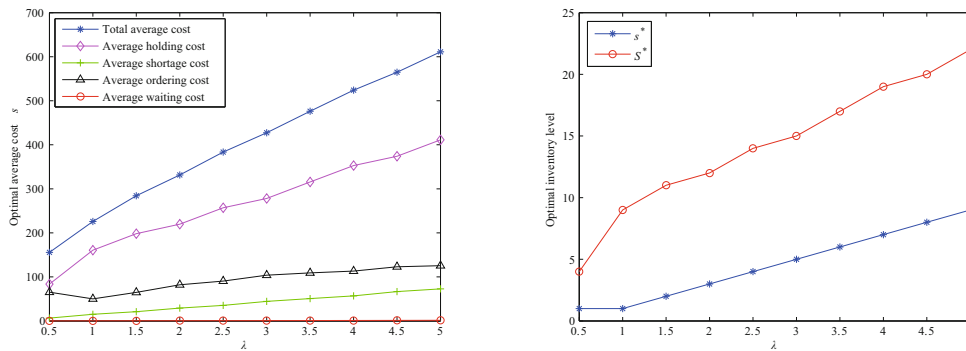 700
600
500
400
300
200
100
0
Optimal average cost s
Total average cost
Average holding cost
Average shortage cost
Average ordering cost
Average waiting cost
0.5 1 1.5 2 2.5 3 3.5 4 4.5 5
λ
25
20
15
10
5
0
Optimal inventory level
s*
S*
0.5 1 1.5 2 2.5 3 3.5 4 4.5
λ